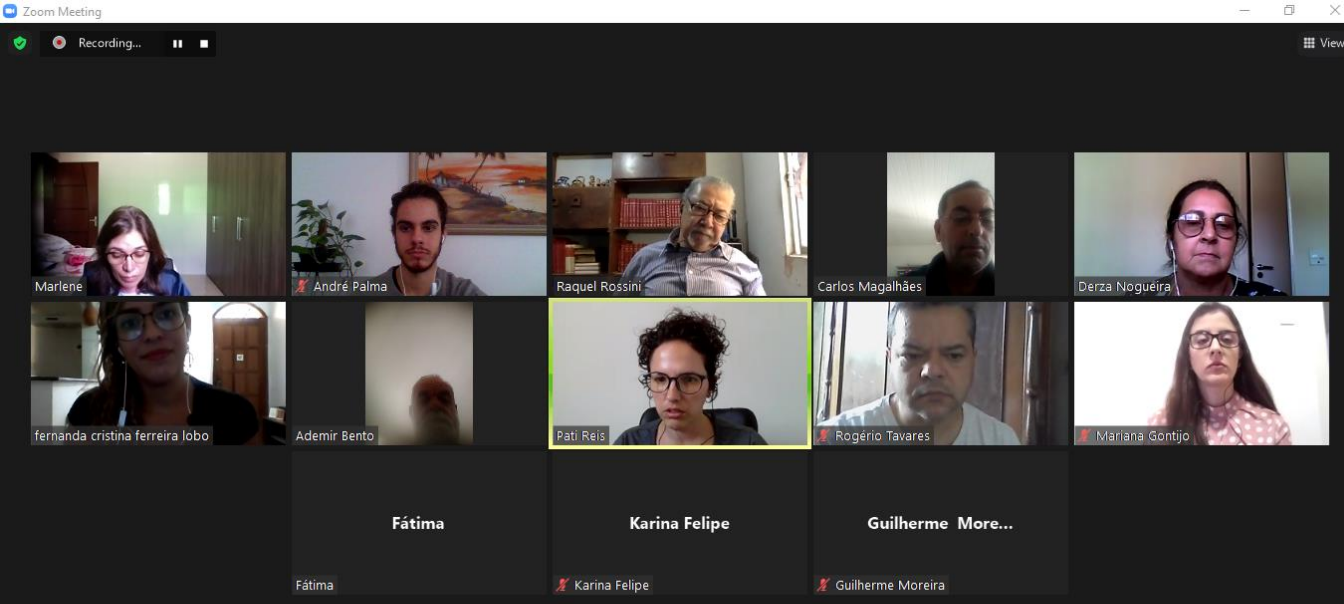 Zoom Meeting
Recording...
View
Marlene
André Palma
Raquel Rossini
Carlos Magalhães
Derza Nogueira
fernanda cristina ferreira lobo
Ademir Bento
Pati Reis
Rogério Tavares
Mariana Gontijo
Fátima
Karina Felipe
Guilherme More...
Fátima
Karina Felipe
Guilherme Moreira